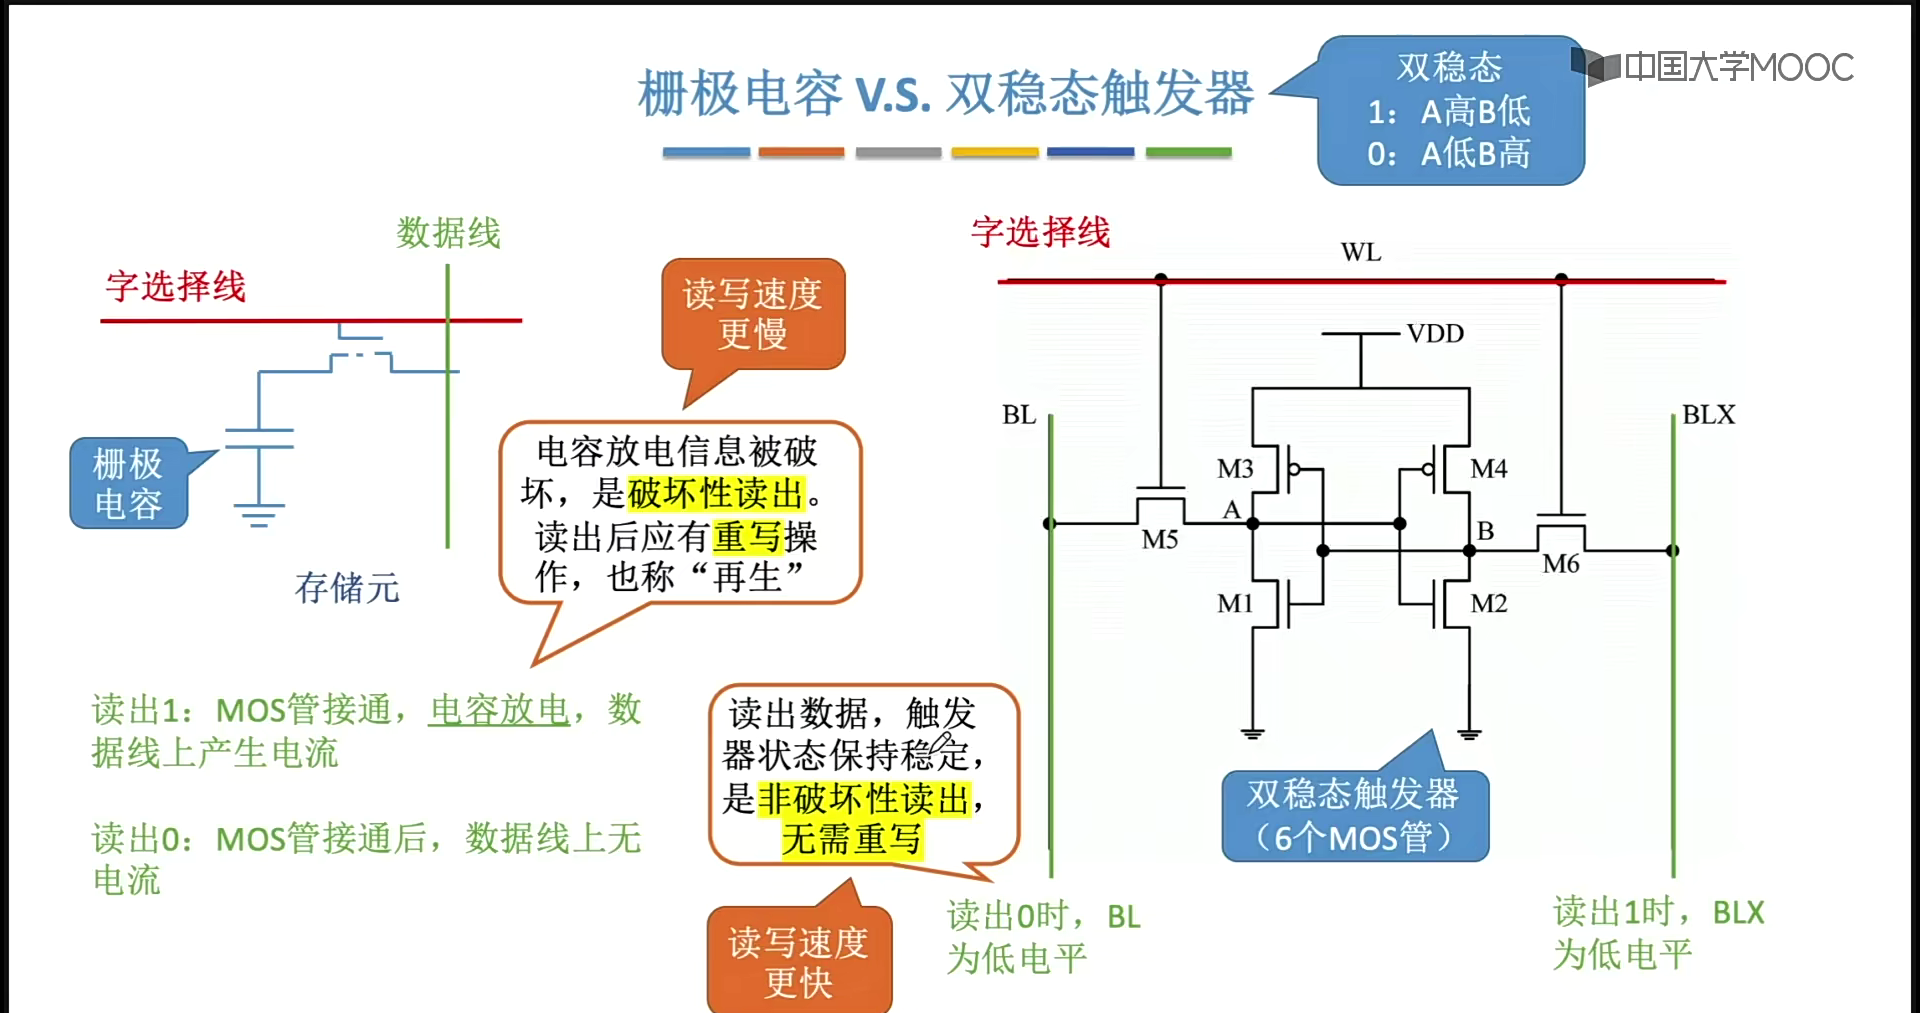 栅极电容 V.S. 双稳态触发器
双稳态
1：A高B低
0：A低B高
中国大学MOOC
数据线
字选择线
栅极
电容
存储元
读写速度
更慢
电容放电信息被破
坏，是破坏性读出。
读出后应有重写操
作，也称“再生”
读出1：MOS管接通，电容放电，数
据线上产生电流
读出0：MOS管接通后，数据线上无
电流
读出数据，触发
器状态保持稳定，
是非破坏性读出，
无需重写
读写速度
更快
字选择线
WL
VDD
BL
BLX
M3
M4
A
B
M5
M6
M1
M2
双稳态触发器
（6个MOS管）
读出0时，BL
为低电平
读出1时，BLX
为低电平